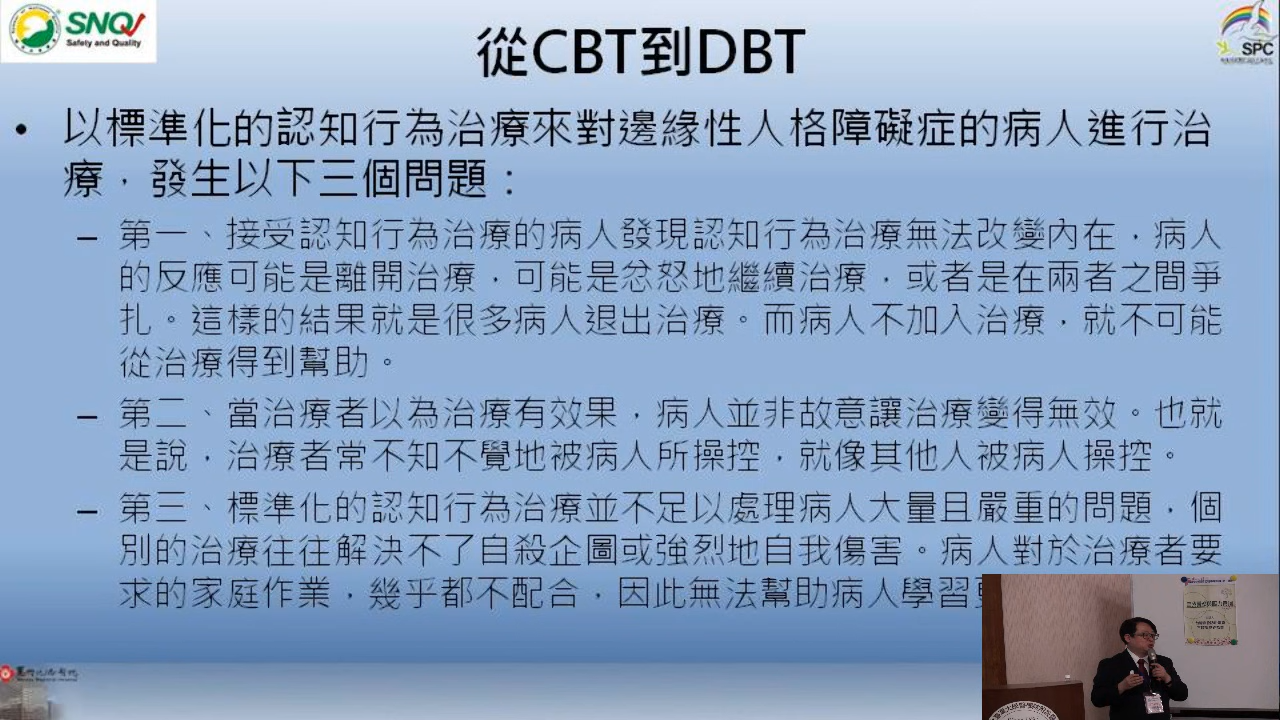 SNQ
Safety and Quality
SPC
從CBT到DBT
• 以標準化的認知行為治療來對邊緣性人格障礙症的病人進行治
療，發生以下三個問題：
– 第一、接受認知行為治療的病人發現認知行為治療無法改變內在，病人
的反應可能是離開治療，可能是忿怒地繼續治療，或者是在兩者之間爭
扎。這樣的結果就是很多病人退出治療。而病人不加入治療，就不可能
從治療得到幫助。
– 第二、當治療者以為治療有效果，病人並非故意讓治療變得無效。也就
是說，治療者常不知不覺地被病人所操控，就像其他人被病人操控。
– 第三、標準化的認知行為治療並不足以處理病人大量且嚴重的問題，個
別的治療往往解決不了自殺企圖或強烈地自我傷害。病人對於治療者要
求的家庭作業，幾乎都不配合，因此無法幫助病人學習